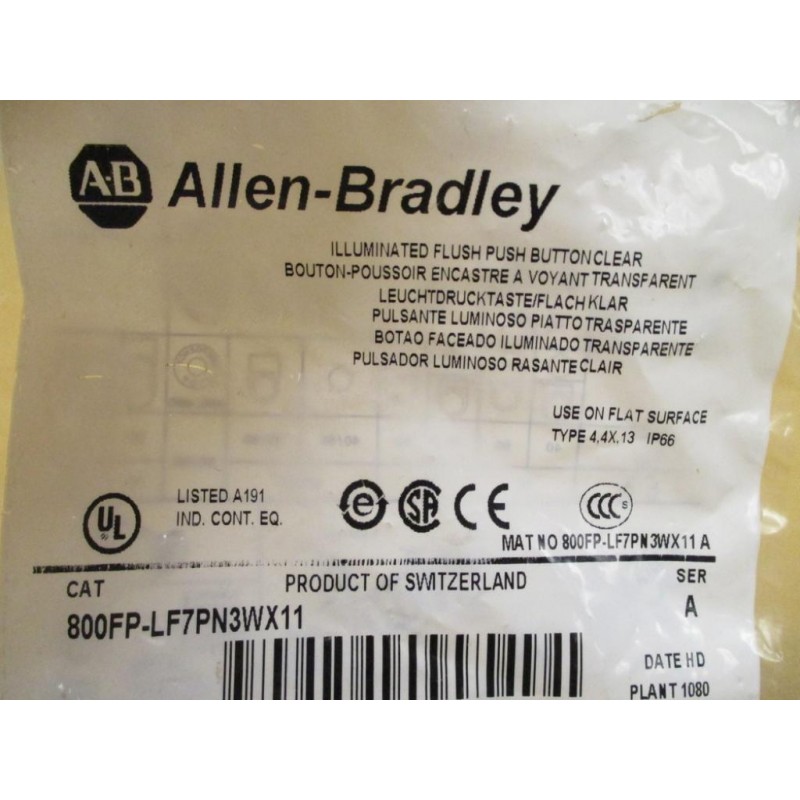 A-B Allen-Bradley
ILLUMINATED FLUSH PUSH BUTTON CLEAR
BOUTON-POUSSOIR ENCASTRE A VOYANT TRANSPARENT
LEUCHTDRUCKTASTE/FLACH KLAR
PULSANTE LUMINOSO PIATTO TRASPARENTE
BOTAO FACEADO ILUMINADO TRANSPARENTE
PULSADOR LUMINOSO RASANTE CLAIR
USE ON FLAT SURFACE
TYPE 4,4X,13 IP66
UL
LISTED A191
IND. CONT. EQ.
e SA CE CCC S
MAT NO 800FP-LF7PN3WX11 A
CAT PRODUCT OF SWITZERLAND SER
800FP-LF7PN3WX11 A
DATE HD
PLANT 1080